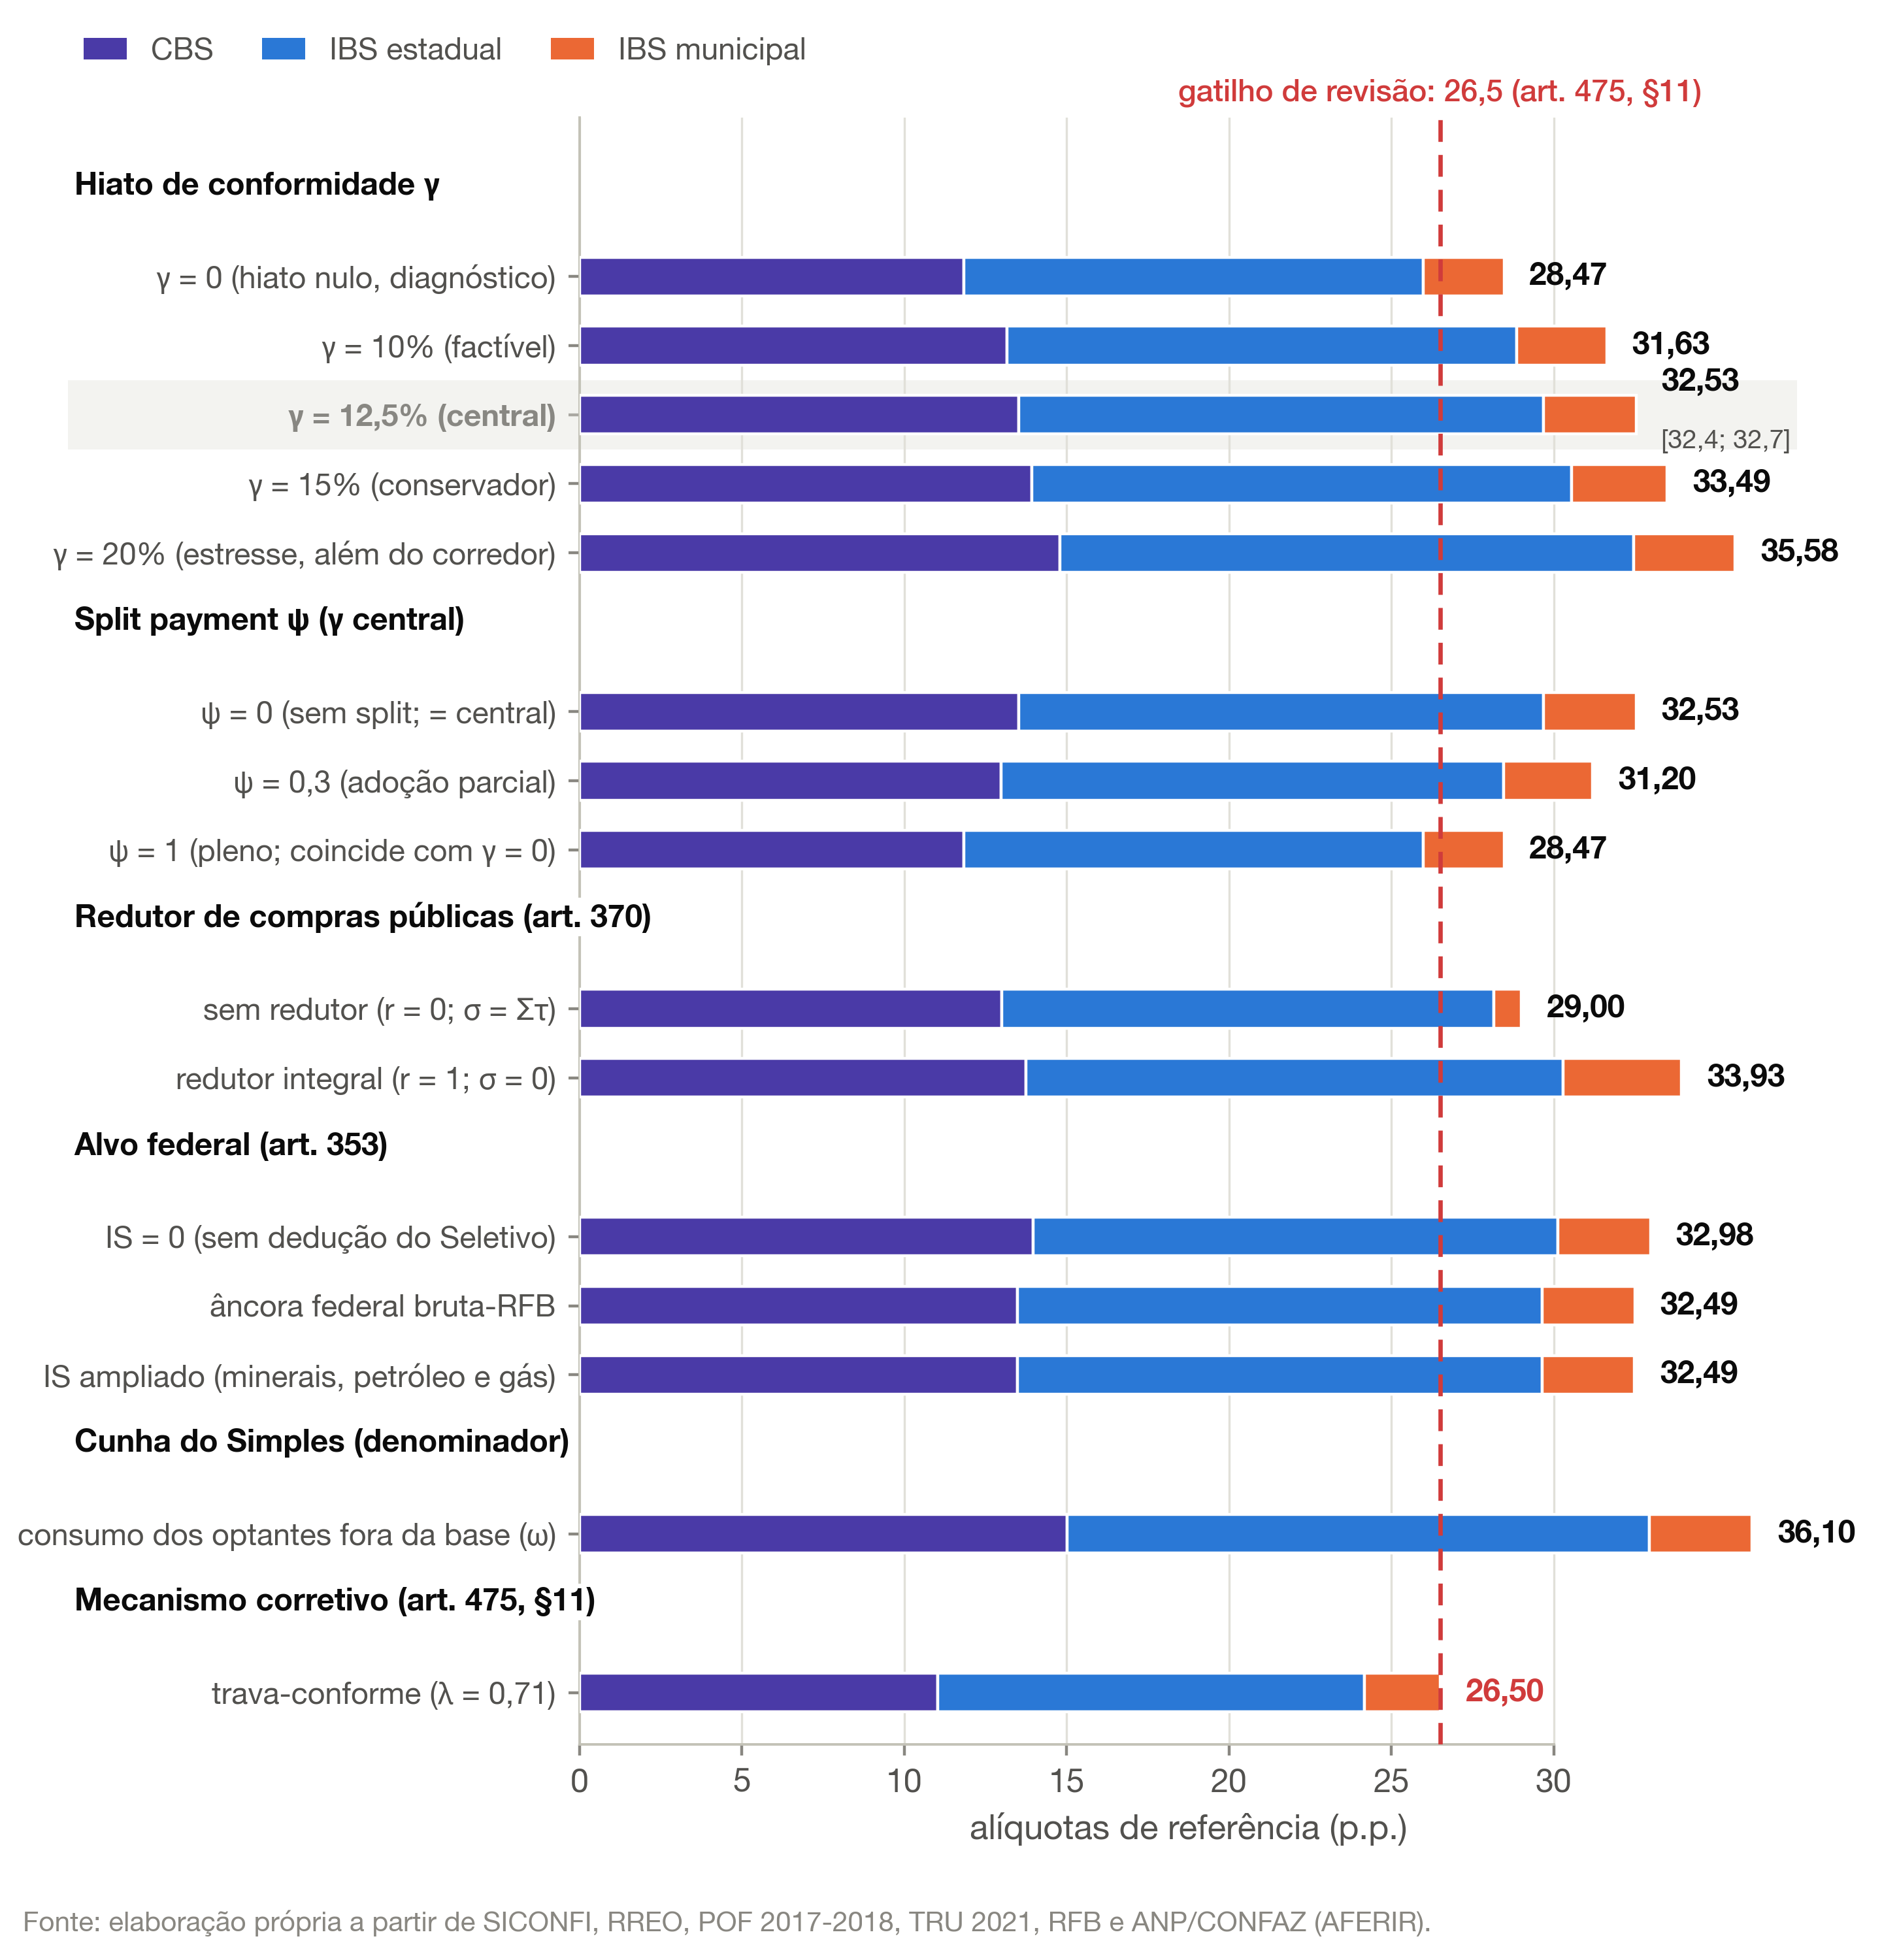 CBS IBS estadual IBS municipal
gatilho de revisão: 26,5 (art. 475, §11)
Hiato de conformidade γ
γ = 0 (hiato nulo, diagnóstico) 28,47
γ = 10% (factível) 31,63
γ = 12,5% (central) 32,53
[32,4; 32,7]
γ = 15% (conservador) 33,49
γ = 20% (estresse, além do corredor) 35,58
Split payment ψ (γ central)
ψ = 0 (sem split; = central) 32,53
ψ = 0,3 (adoção parcial) 31,20
ψ = 1 (pleno; coincide com γ = 0) 28,47
Redutor de compras públicas (art. 370)
sem redutor (r = 0; σ = Στ) 29,00
redutor integral (r = 1; σ = 0) 33,93
Alvo federal (art. 353)
IS = 0 (sem dedução do Seletivo) 32,98
âncora federal bruta-RFB 32,49
IS ampliado (minerais, petróleo e gás) 32,49
Cunha do Simples (denominador)
consumo dos optantes fora da base (ω) 36,10
Mecanismo corretivo (art. 475, §11)
trava-conforme (λ = 0,71) 26,50
0 5 10 15 20 25 30
alíquotas de referência (p.p.)
Fonte: elaboração própria a partir de SICONFI, RREO, POF 2017-2018, TRU 2021, RFB e ANP/CONFAZ (AFERIR).